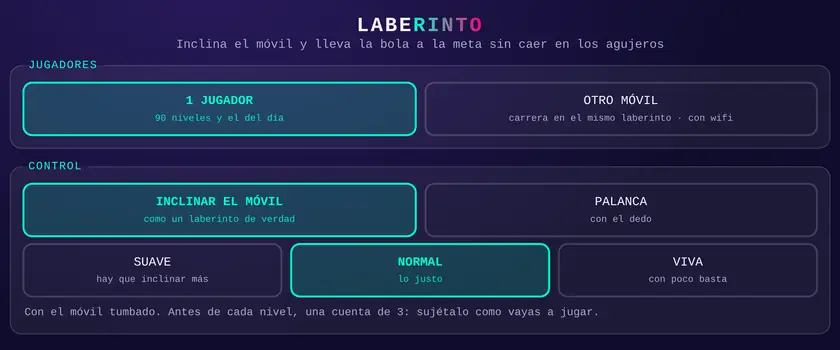 LABERINTO
Inclina el móvil y lleva la bola a la meta sin caer en los agujeros
JUGADORES
1 JUGADOR
90 niveles y el del día
OTRO MÓVIL
carrera en el mismo laberinto · con wifi
CONTROL
INCLINAR EL MÓVIL
como un laberinto de verdad
PALANCA
con el dedo
SUAVE
hay que inclinar más
NORMAL
lo justo
VIVA
con poco basta
Con el móvil tumbado. Antes de cada nivel, una cuenta de 3: sujétalo como vayas a jugar.